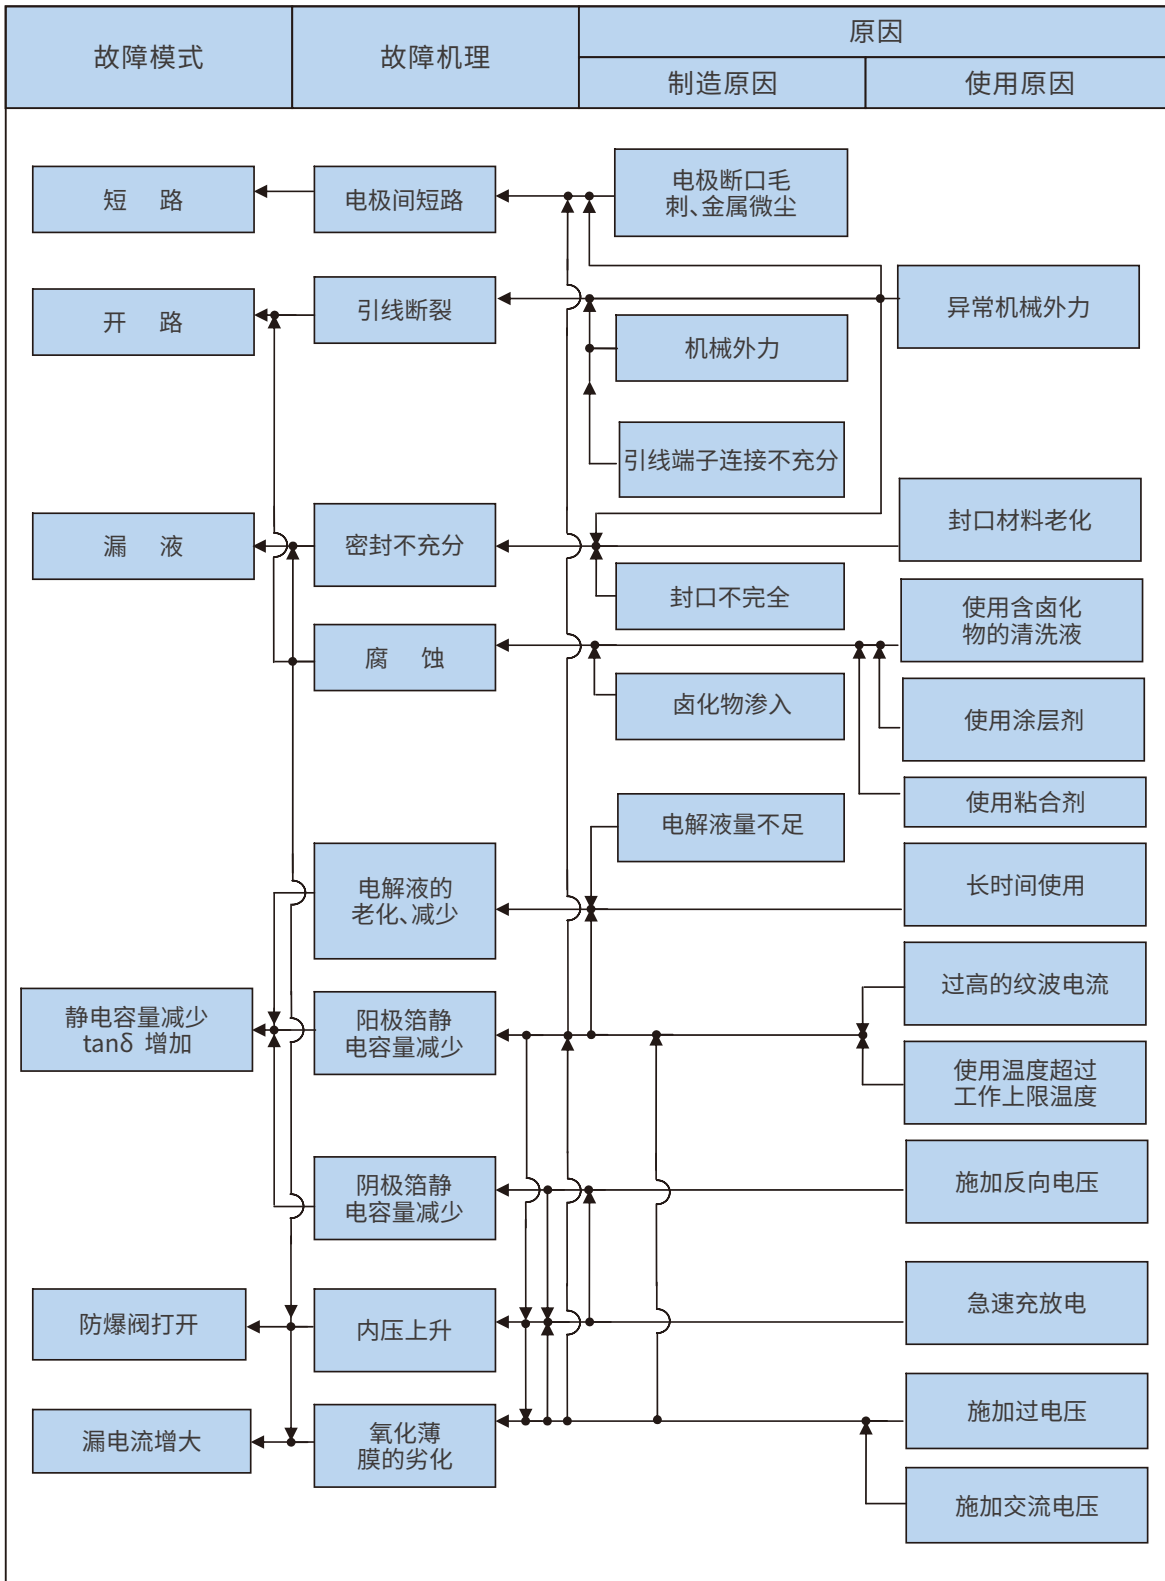 故障模式
故障机理
原因
制造原因
使用原因
短 路
电极间短路
电极断口毛
刺、金属微尘
开 路
引线断裂
异常机械外力
机械外力
引线端子连接不充分
漏 液
密封不充分
封口材料老化
封口不完全
使用含卤化
物的清洗液
腐 蚀
卤化物渗入
使用涂层剂
使用粘合剂
电解液量不足
电解液的
老化、减少
长时间使用
过高的纹波电流
静电容量减少
tanδ 增加
阳极箔静
电容量减少
使用温度超过
工作上限温度
阴极箔静
电容量减少
施加反向电压
防爆阀打开
内压上升
急速充放电
漏电流增大
氧化薄
膜的劣化
施加过电压
施加交流电压